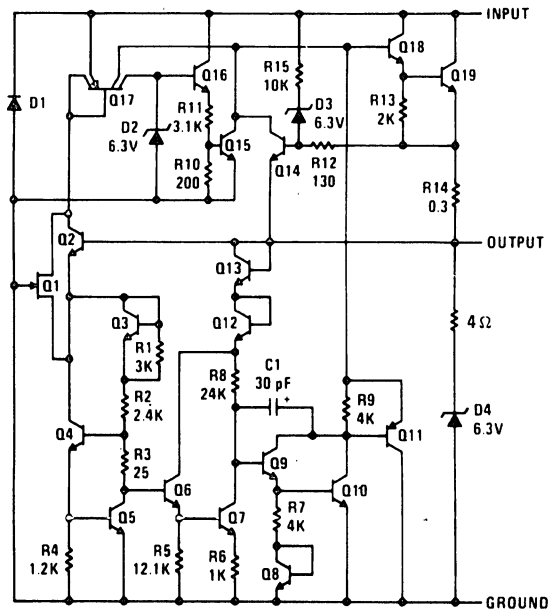 INPUT
Q18
Q16
R15
10K
Q19
Q17
D1
R11
3.1K
D3
6.3V
R13
2K
D2
6.3V
Q15
R10
200
Q14
R12
130
R14
0.3
Q2
OUTPUT
Q13
Q1
Q3
Q12
4Ω
R1
3K
C1
30 pF
+
R8
24K
R2
2.4K
R9
4K
D4
6.3V
Q4
Q11
R3
25
Q9
Q6
Q10
Q5
Q7
R7
4K
R4
1.2K
R5
12.1K
R6
1K
Q8
GROUND